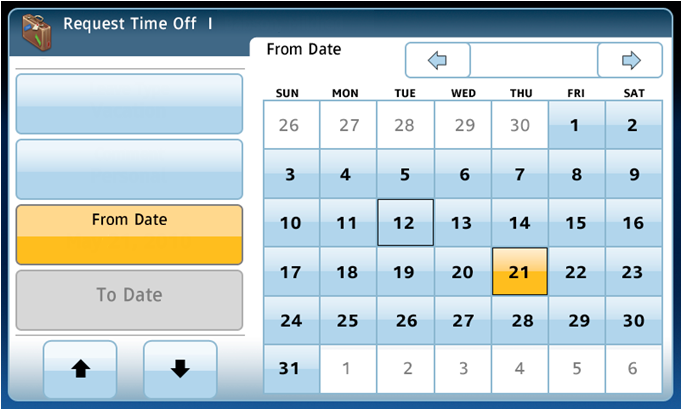 Request Time Off I
From Date
SUN MON TUE WED THU FRI SAT
26 27 28 29 30 1 2
3 4 5 6 7 8 9
10 11 12 13 14 15 16
17 18 19 20 21 22 23
24 25 26 27 28 29 30
31 1 2 3 4 5 6
From Date
To Date